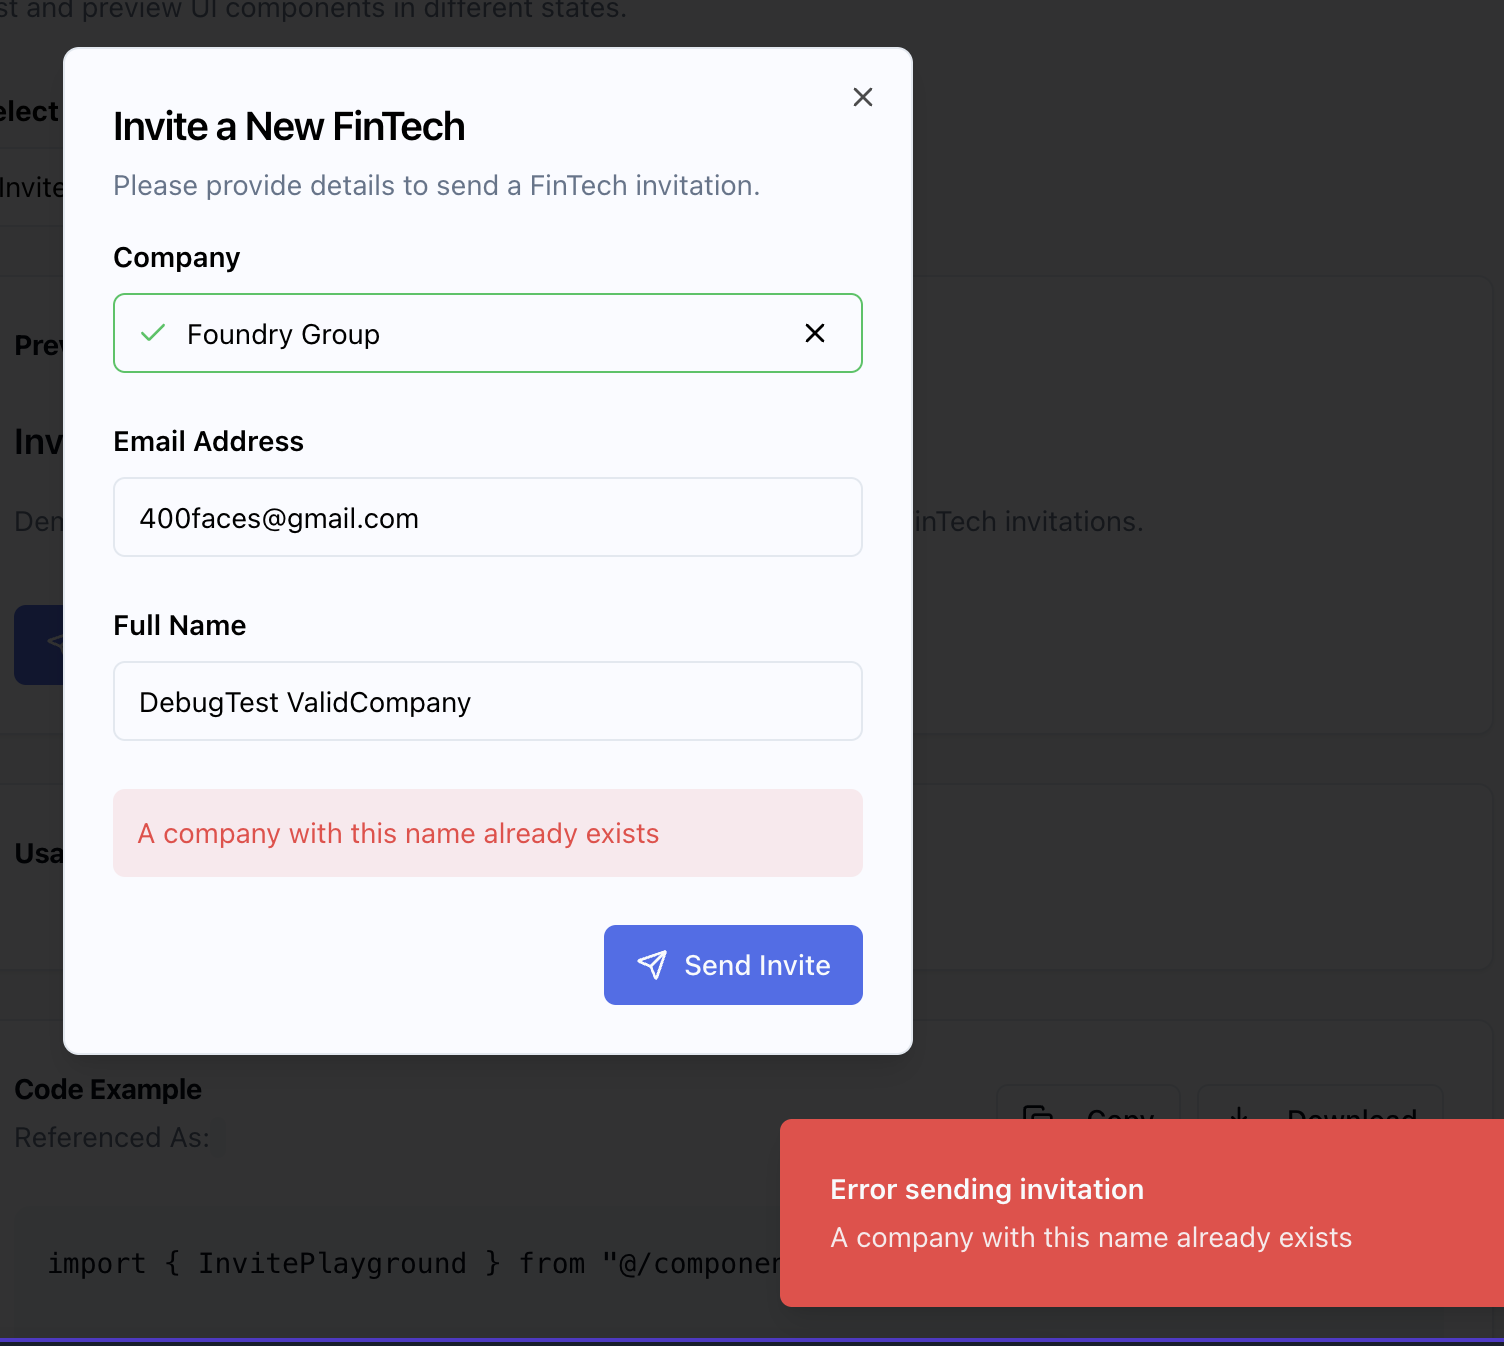 st and preview UI components in different states.
elect
Invite
Invite a New FinTech
Please provide details to send a FinTech invitation.
Company
Foundry Group
Prev
Inv
Email Address
400faces@gmail.com
Den
inTech invitations.
Full Name
DebugTest ValidCompany
A company with this name already exists
Usa
Send Invite
Code Example
Copy
Download
Referenced As:
Error sending invitation
A company with this name already exists
import { InvitePlayground } from "@/componen